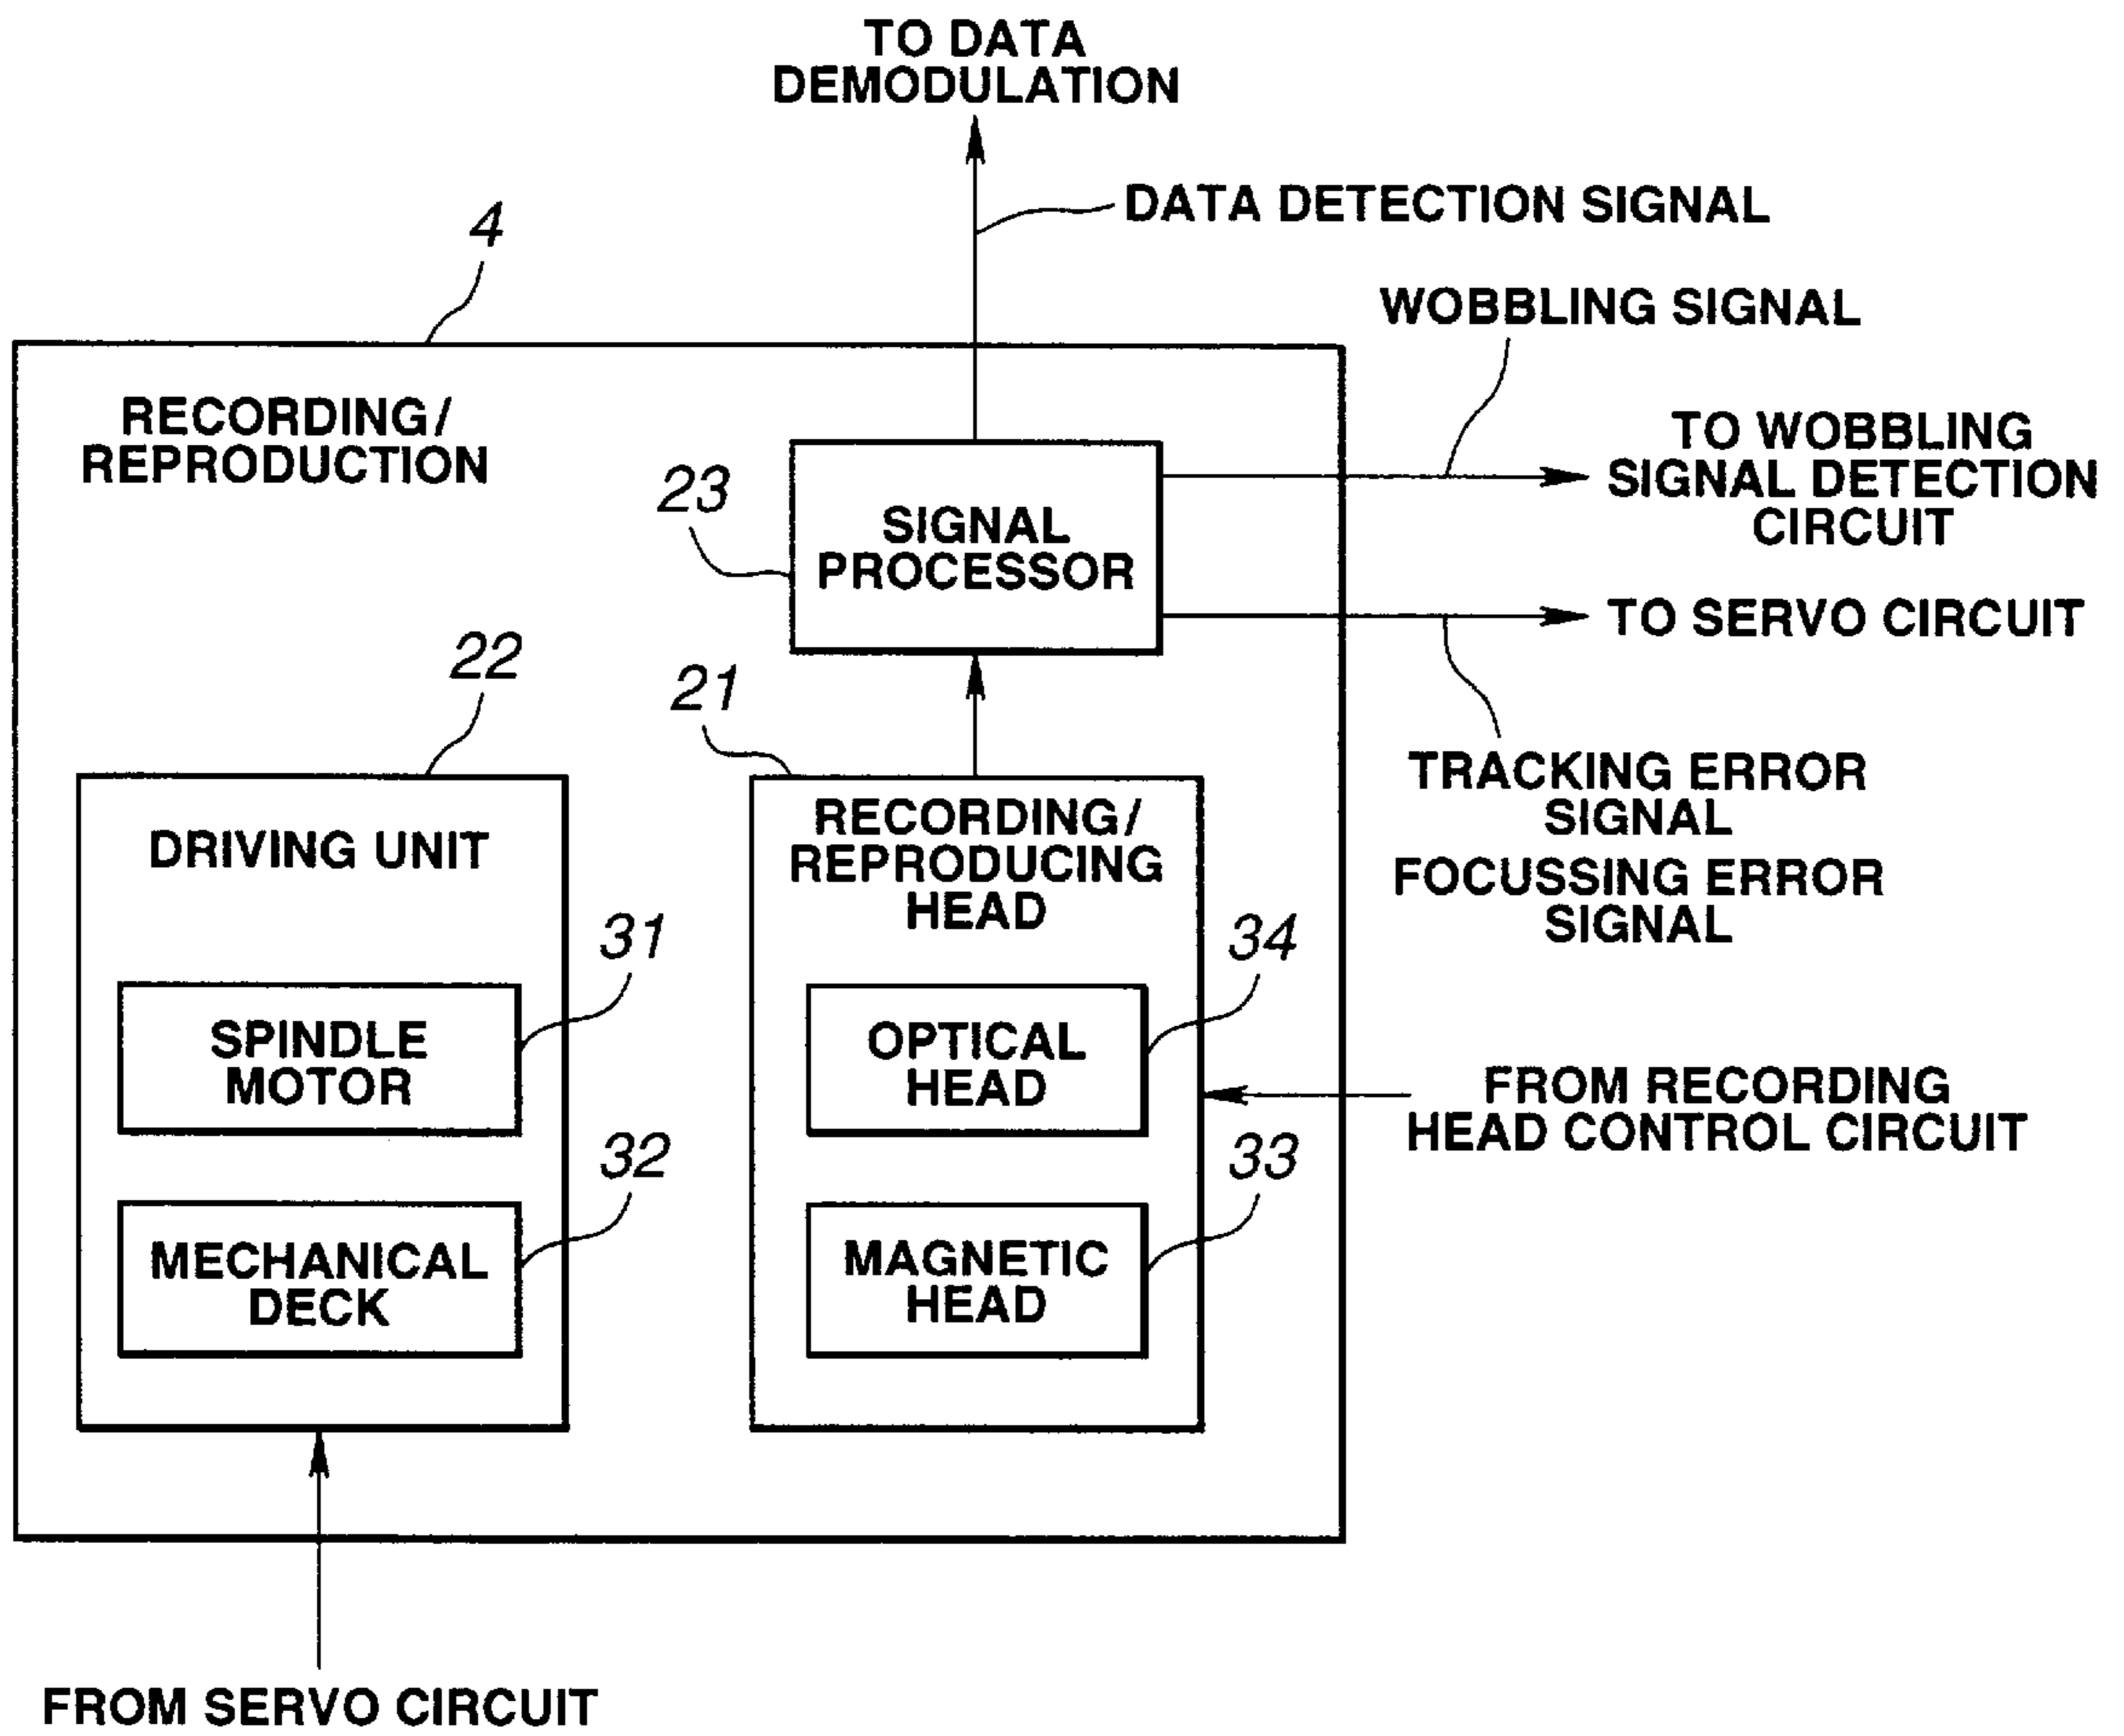 TO DATA
DEMODULATION
DATA DETECTION SIGNAL
4
WOBBLING SIGNAL
RECORDING/
REPRODUCTION
TO WOBBLING
SIGNAL DETECTION
CIRCUIT
23
SIGNAL
PROCESSOR
TO SERVO CIRCUIT
22
21
TRACKING ERROR
SIGNAL
FOCUSSING ERROR
SIGNAL
DRIVING UNIT
RECORDING/
REPRODUCING
HEAD
31
34
SPINDLE
MOTOR
OPTICAL
HEAD
FROM RECORDING
HEAD CONTROL CIRCUIT
32
33
MECHANICAL
DECK
MAGNETIC
HEAD
FROM SERVO CIRCUIT